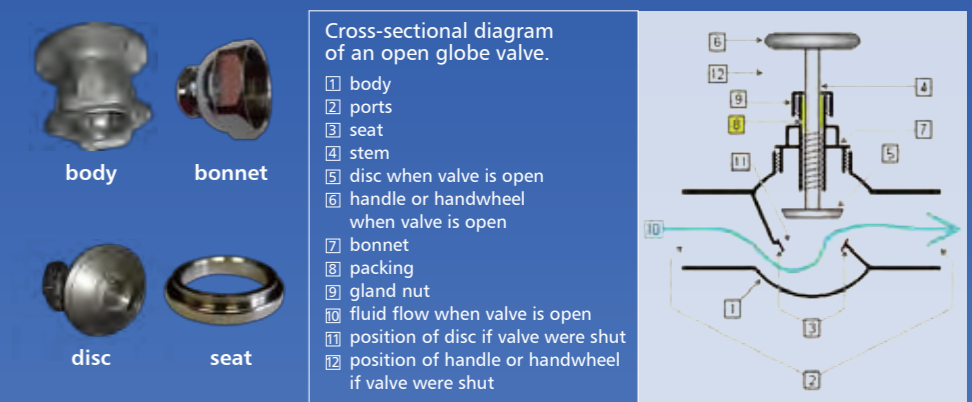 body
bonnet
disc
seat
Cross-sectional diagram
of an open globe valve.
1 body
2 ports
3 seat
4 stem
5 disc when valve is open
6 handle or handwheel
when valve is open
7 bonnet
8 packing
9 gland nut
10 fluid flow when valve is open
11 position of disc if valve were shut
12 position of handle or handwheel
if valve were shut
6
12
4
9
8
7
5
11
10
1
3
2